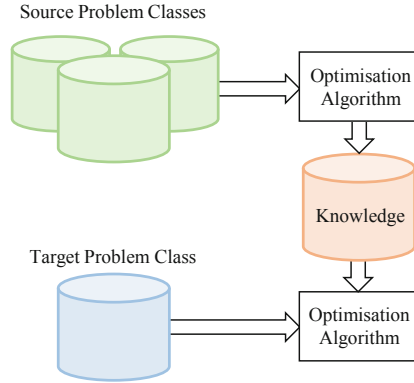 Source Problem Classes
Optimisation
Algorithm
Knowledge
Target Problem Class
Optimisation
Algorithm